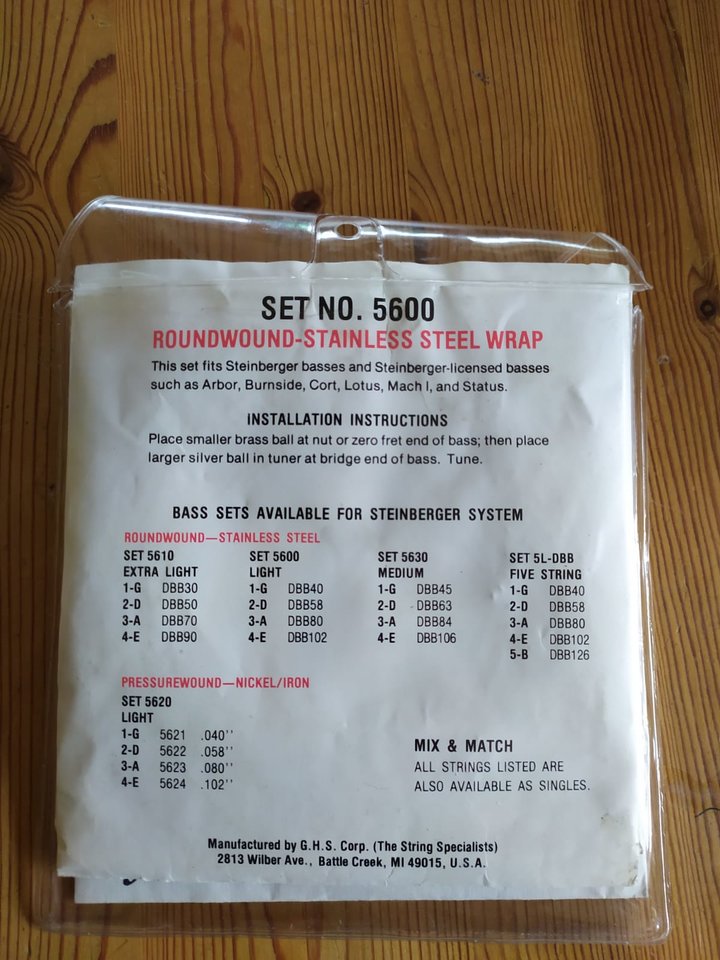 SET NO. 5600
ROUNDWOUND-STAINLESS STEEL WRAP
This set fits Steinberger basses and Steinberger-licensed basses
such as Arbor, Burnside, Cort, Lotus, Mach I, and Status.
INSTALLATION INSTRUCTIONS
Place smaller brass ball at nut or zero fret end of bass; then place
larger silver ball in tuner at bridge end of bass. Tune.
BASS SETS AVAILABLE FOR STEINBERGER SYSTEM
ROUNDWOUND—STAINLESS STEEL
SET 5610 SET 5600 SET 5630 SET 5L-DBB
EXTRA LIGHT LIGHT MEDIUM FIVE STRING
1-G DBB30 1-G DBB40 1-G DBB45 1-G DBB40
2-D DBB50 2-D DBB58 2-D DBB63 2-D DBB58
3-A DBB70 3-A DBB80 3-A DBB84 3-A DBB80
4-E DBB90 4-E DBB102 4-E DBB106 4-E DBB102
5-B DBB126
PRESSUREWOUND—NICKEL/IRON
SET 5620
LIGHT
1-G 5621 .040''
2-D 5622 .058''
3-A 5623 .080''
4-E 5624 .102''
MIX & MATCH
ALL STRINGS LISTED ARE
ALSO AVAILABLE AS SINGLES.
Manufactured by G.H.S. Corp. (The String Specialists)
2813 Wilber Ave., Battle Creek, MI 49015, U.S.A.